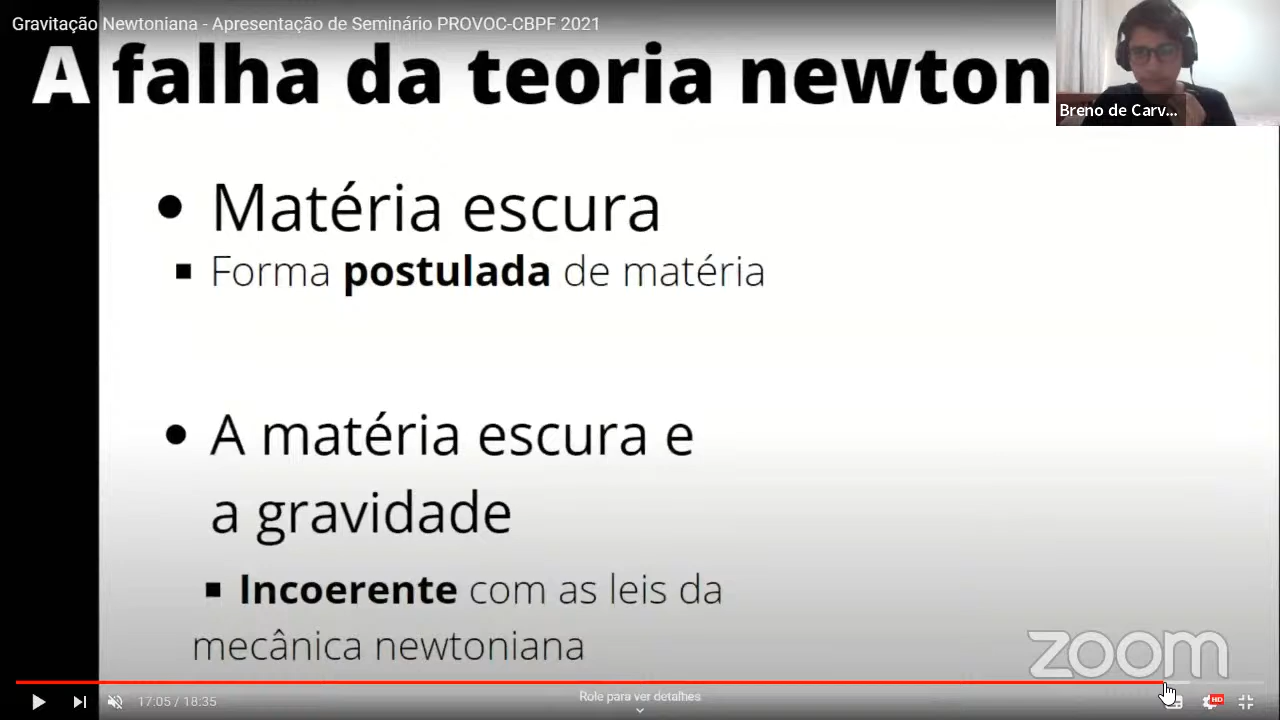 Gravitação Newtoniana - Apresentação de Seminário PROVOC-CBPF 2021
A falha da teoria newton
Breno de Carv...
• Matéria escura
▪ Forma postulada de matéria
• A matéria escura e
a gravidade
▪ Incoerente com as leis da
mecânica newtoniana
zoom
17:05 / 18:35
Role para ver detalhes
HD